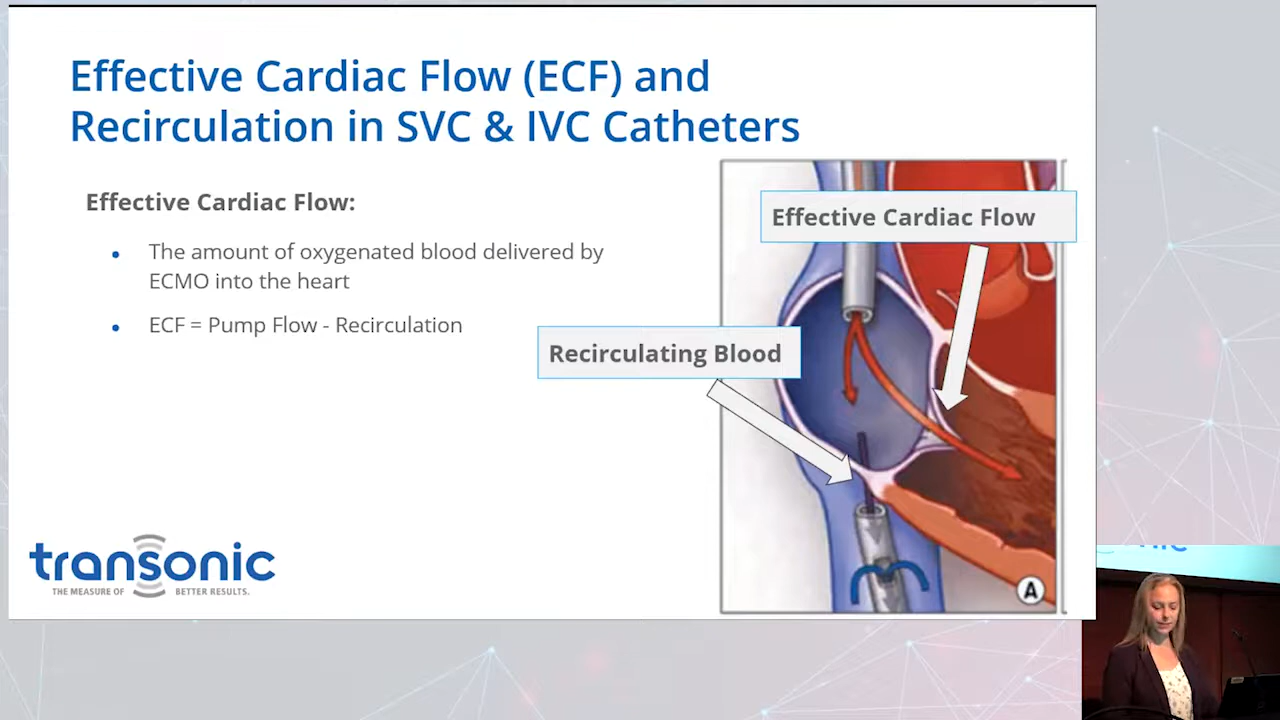 Effective Cardiac Flow (ECF) and
Recirculation in SVC & IVC Catheters
Effective Cardiac Flow:
• The amount of oxygenated blood delivered by
ECMO into the heart
• ECF = Pump Flow - Recirculation
Effective Cardiac Flow
Recirculating Blood
A
transonic
THE MEASURE OF BETTER RESULTS.